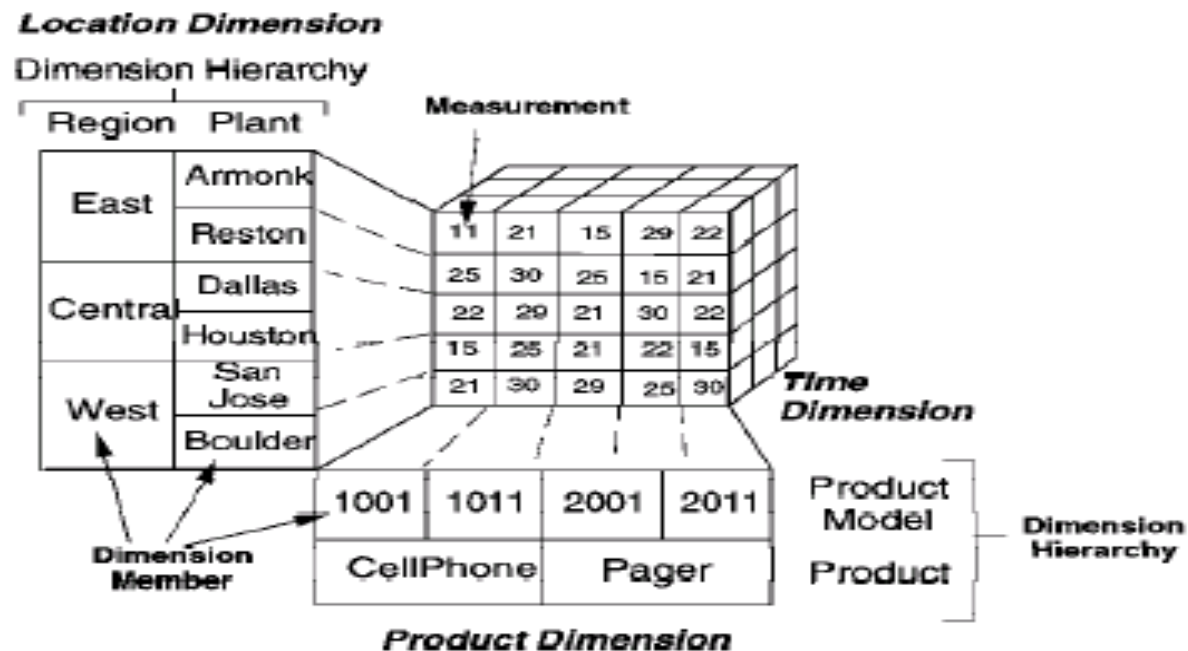 Location Dimension
Dimension Hierarchy
Region Plant
Measurement
East
Armonk
Reston
Central
Dallas
Houston
West
San
Jose
Boulder
11 21 15 29 22
25 30 25 15 21
22 29 21 30 22
15 25 21 22 15
21 30 29 25 30
Time
Dimension
1001 1011 2001 2011
Product
Model
CellPhone Pager
Product
Dimension
Hierarchy
Dimension
Member
Product Dimension